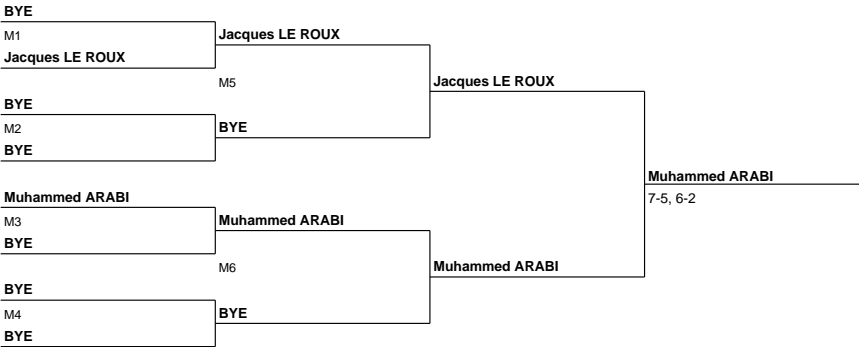 BYE
M1
Jacques LE ROUX
Jacques LE ROUX
M5
Jacques LE ROUX
BYE
M2
BYE
BYE
Muhammed ARABI
7-5, 6-2
Muhammed ARABI
M3
BYE
Muhammed ARABI
M6
Muhammed ARABI
BYE
M4
BYE
BYE